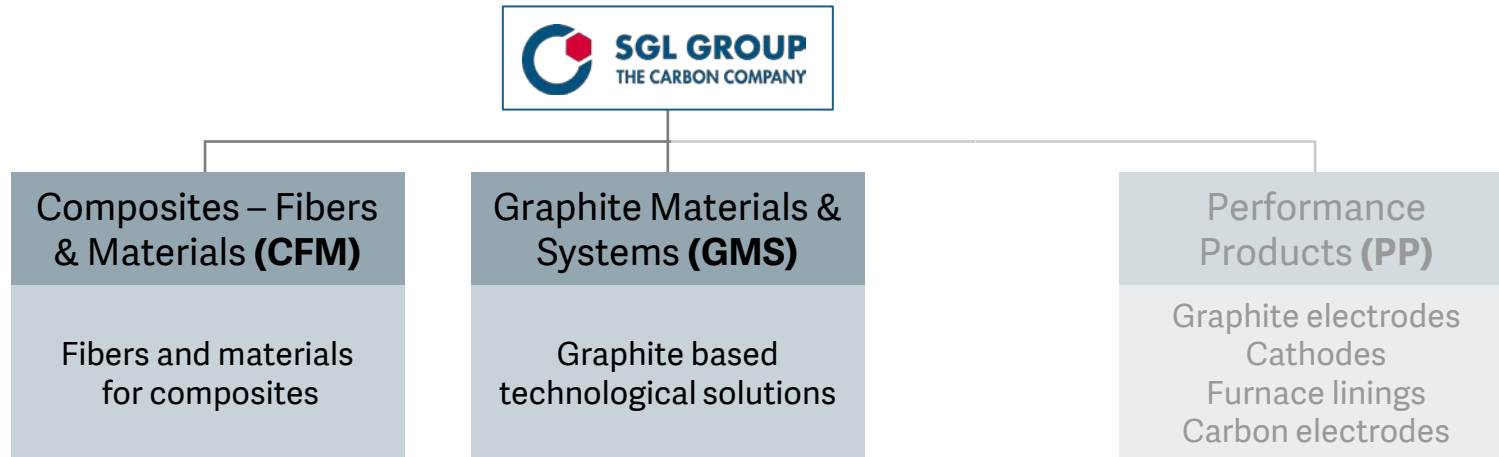 SGL GROUP
THE CARBON COMPANY
Composites – Fibers
& Materials (CFM)
Fibers and materials
for composites
Graphite Materials &
Systems (GMS)
Graphite based
technological solutions
Performance
Products (PP)
Graphite electrodes
Cathodes
Furnace linings
Carbon electrodes